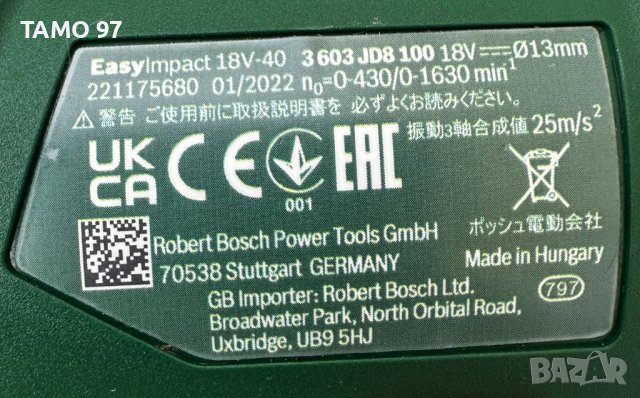 TAMO 97
EasyImpact 18V-40 3 603 JD8 100 18V⎓Ø13mm
221175680 01/2022 n₀=0-430/0-1630 min⁻¹
⚠ 警告 ご使用前に取扱説明書を 必ずよくお読みください。
振動3軸合成値 25m/s²
UK
CA CE EAC
001
Robert Bosch Power Tools GmbH
70538 Stuttgart GERMANY
ボッシュ電動会社
Made in Hungary
GB Importer: Robert Bosch Ltd.
Broadwater Park, North Orbital Road,
Uxbridge, UB9 5HJ
797
BAZAR